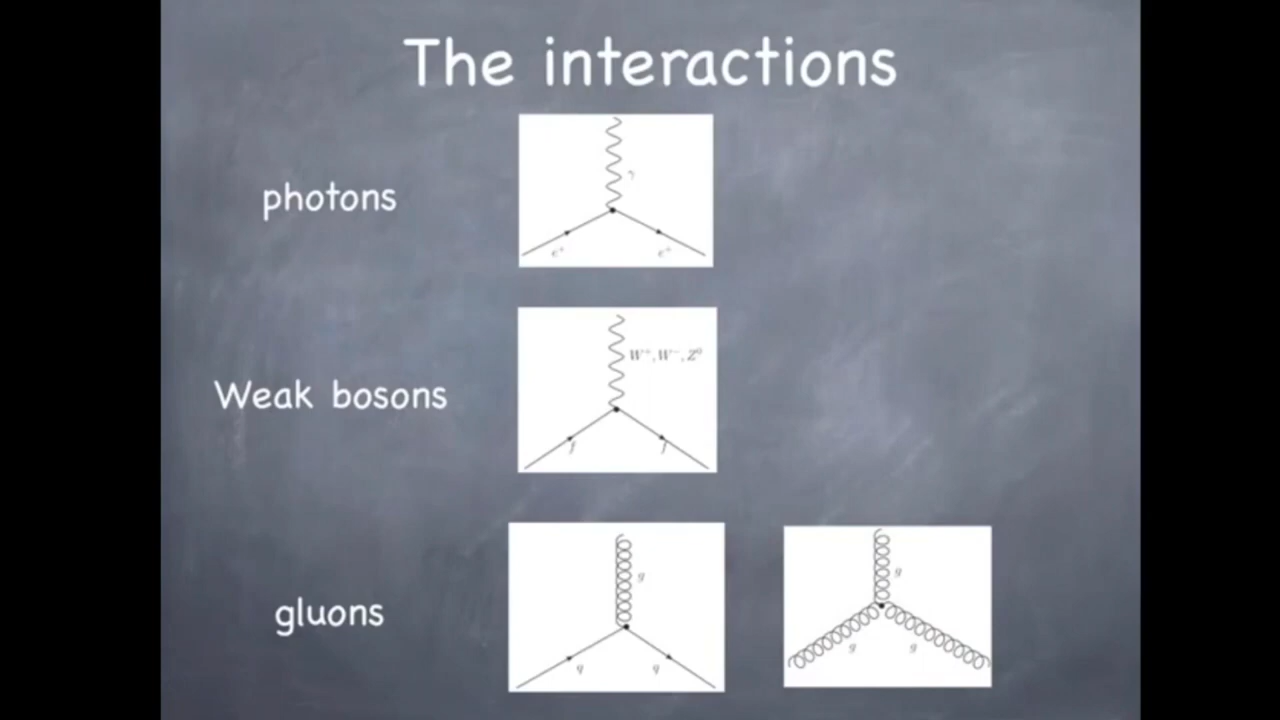 The interactions
γ
photons
e⁺ e⁺
W⁺, W⁻, Z⁰
Weak bosons
f f
g g
gluons
g g
q q